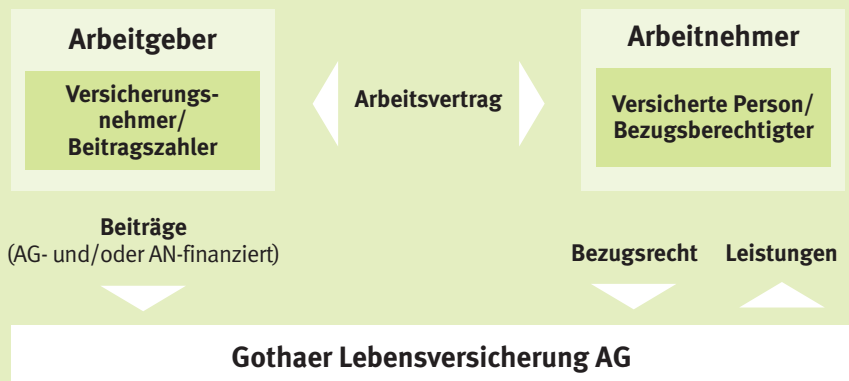 Arbeitgeber
Versicherungs-
nehmer/
Beitragszahler
Arbeitsvertrag
Arbeitnehmer
Versicherte Person/
Bezugsberechtigter
Beiträge
(AG- und/oder AN-finanziert)
Bezugsrecht
Leistungen
Gothaer Lebensversicherung AG